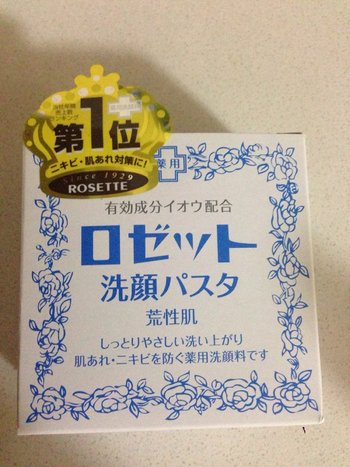 第1位
ニキビ・肌あれ対策に!
Since 1929
ROSETTE
薬用
有効成分イオウ配合
ロゼット
洗顔パスタ
荒性肌
しっとりやさしい洗い上がり
肌あれ・ニキビを防ぐ薬用洗顔料です